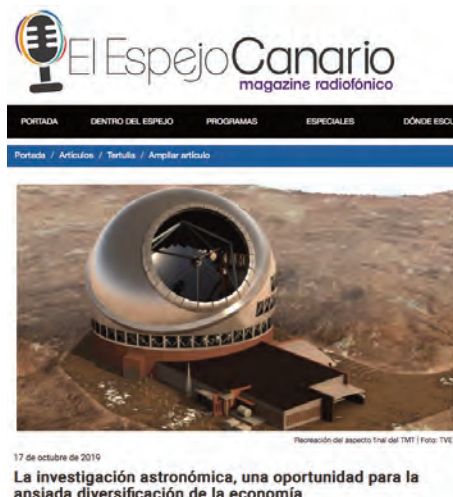 El Espejo Canario
magazine radiofónico
PORTADA DENTRO DEL ESPEJO PROGRAMAS ESPECIALES DÓNDE ESCU
Portada / Artículos / Tertulia / Ampliar artículo
Recreación del aspecto final del TMT | Foto: TVE
17 de octubre de 2019
La investigación astronómica, una oportunidad para la
ansiada diversificación de la economía